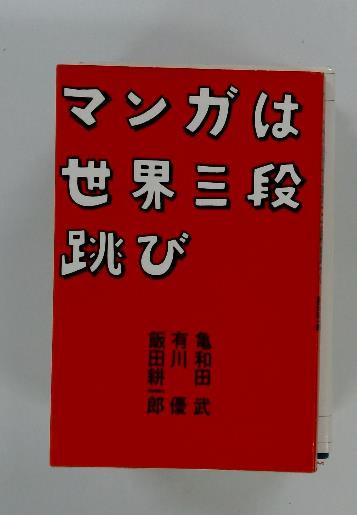 マンガは
世界三段
跳び
亀和田 武
有川 優
飯田耕一郎